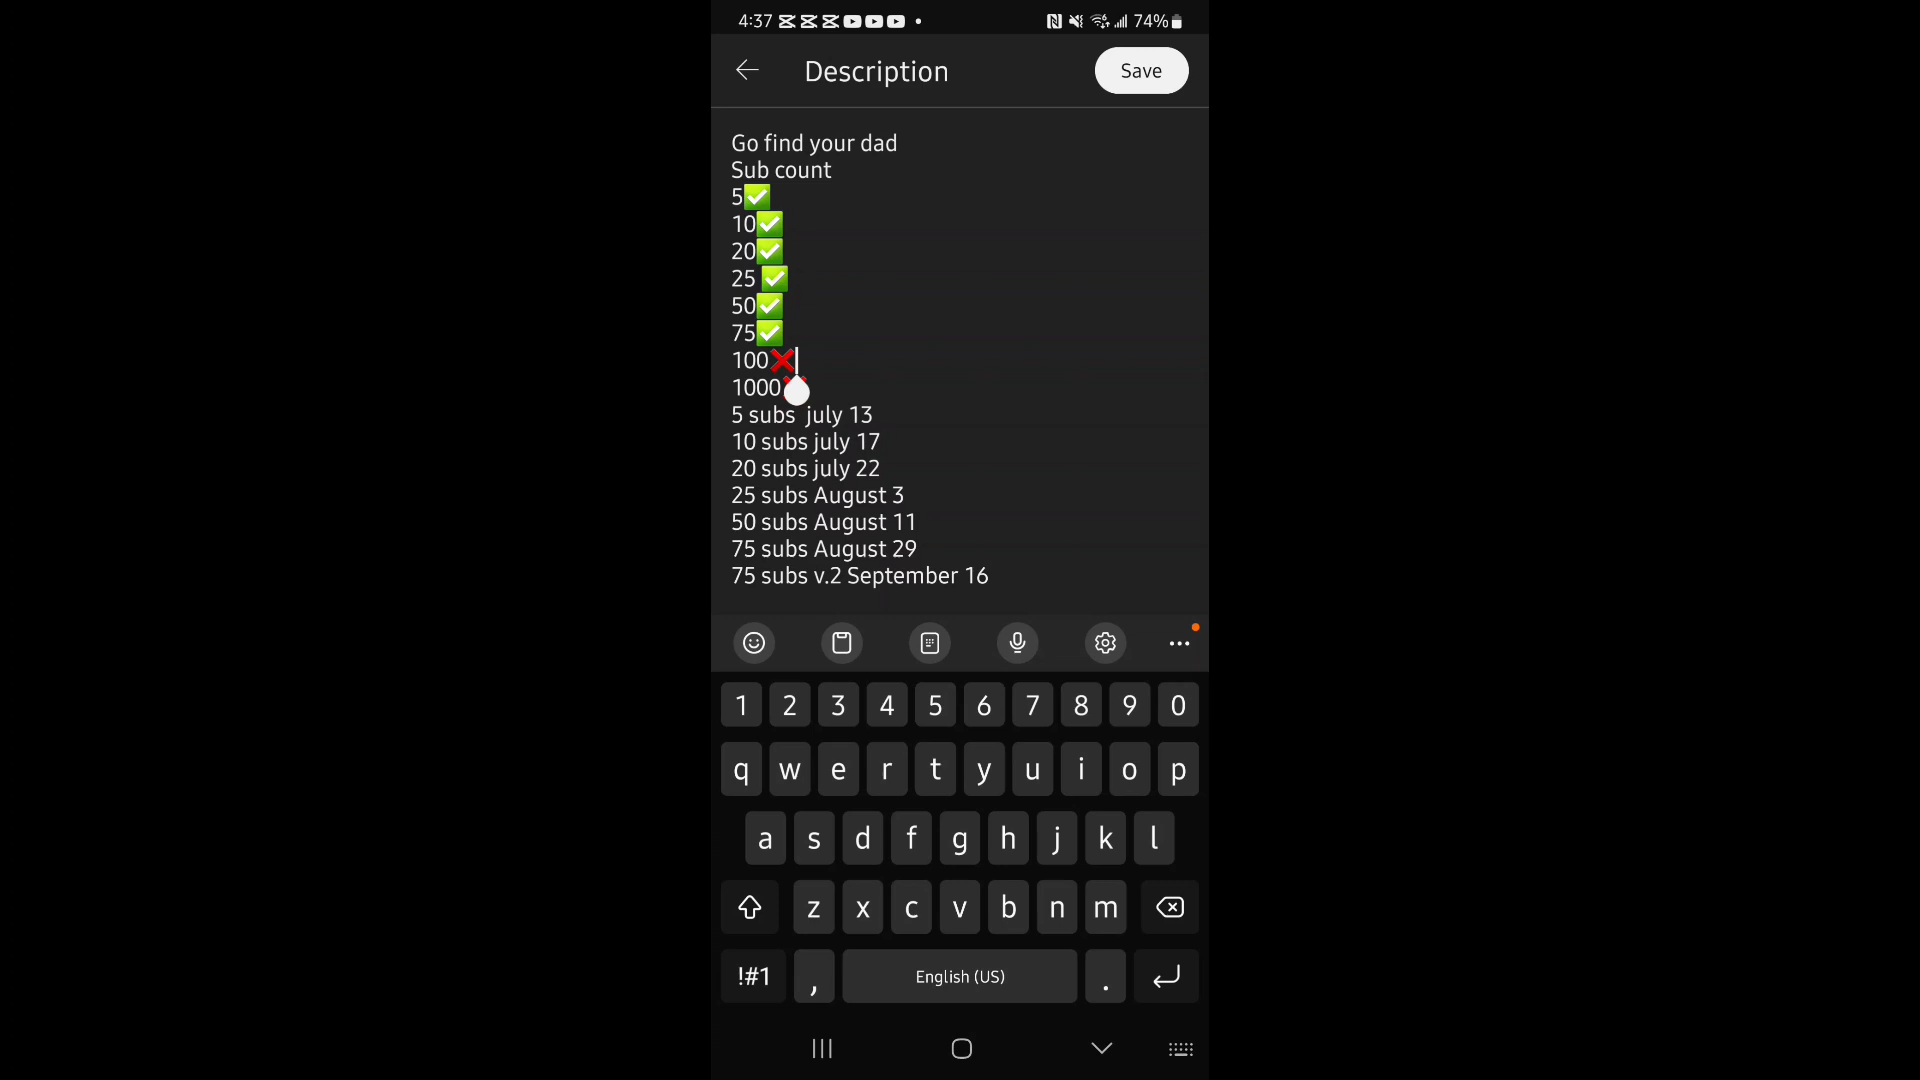 4:37 74%
Description Save
Go find your dad
Sub count
5✅
10✅
20✅
25 ✅
50✅
75✅
100❌
1000❌
5 subs  july 13
10 subs july 17
20 subs july 22
25 subs August 3
50 subs August 11
75 subs August 29
75 subs v.2 September 16
1 2 3 4 5 6 7 8 9 0
q w e r t y u i o p
a s d f g h j k l
z x c v b n m
!#1 , English (US) .